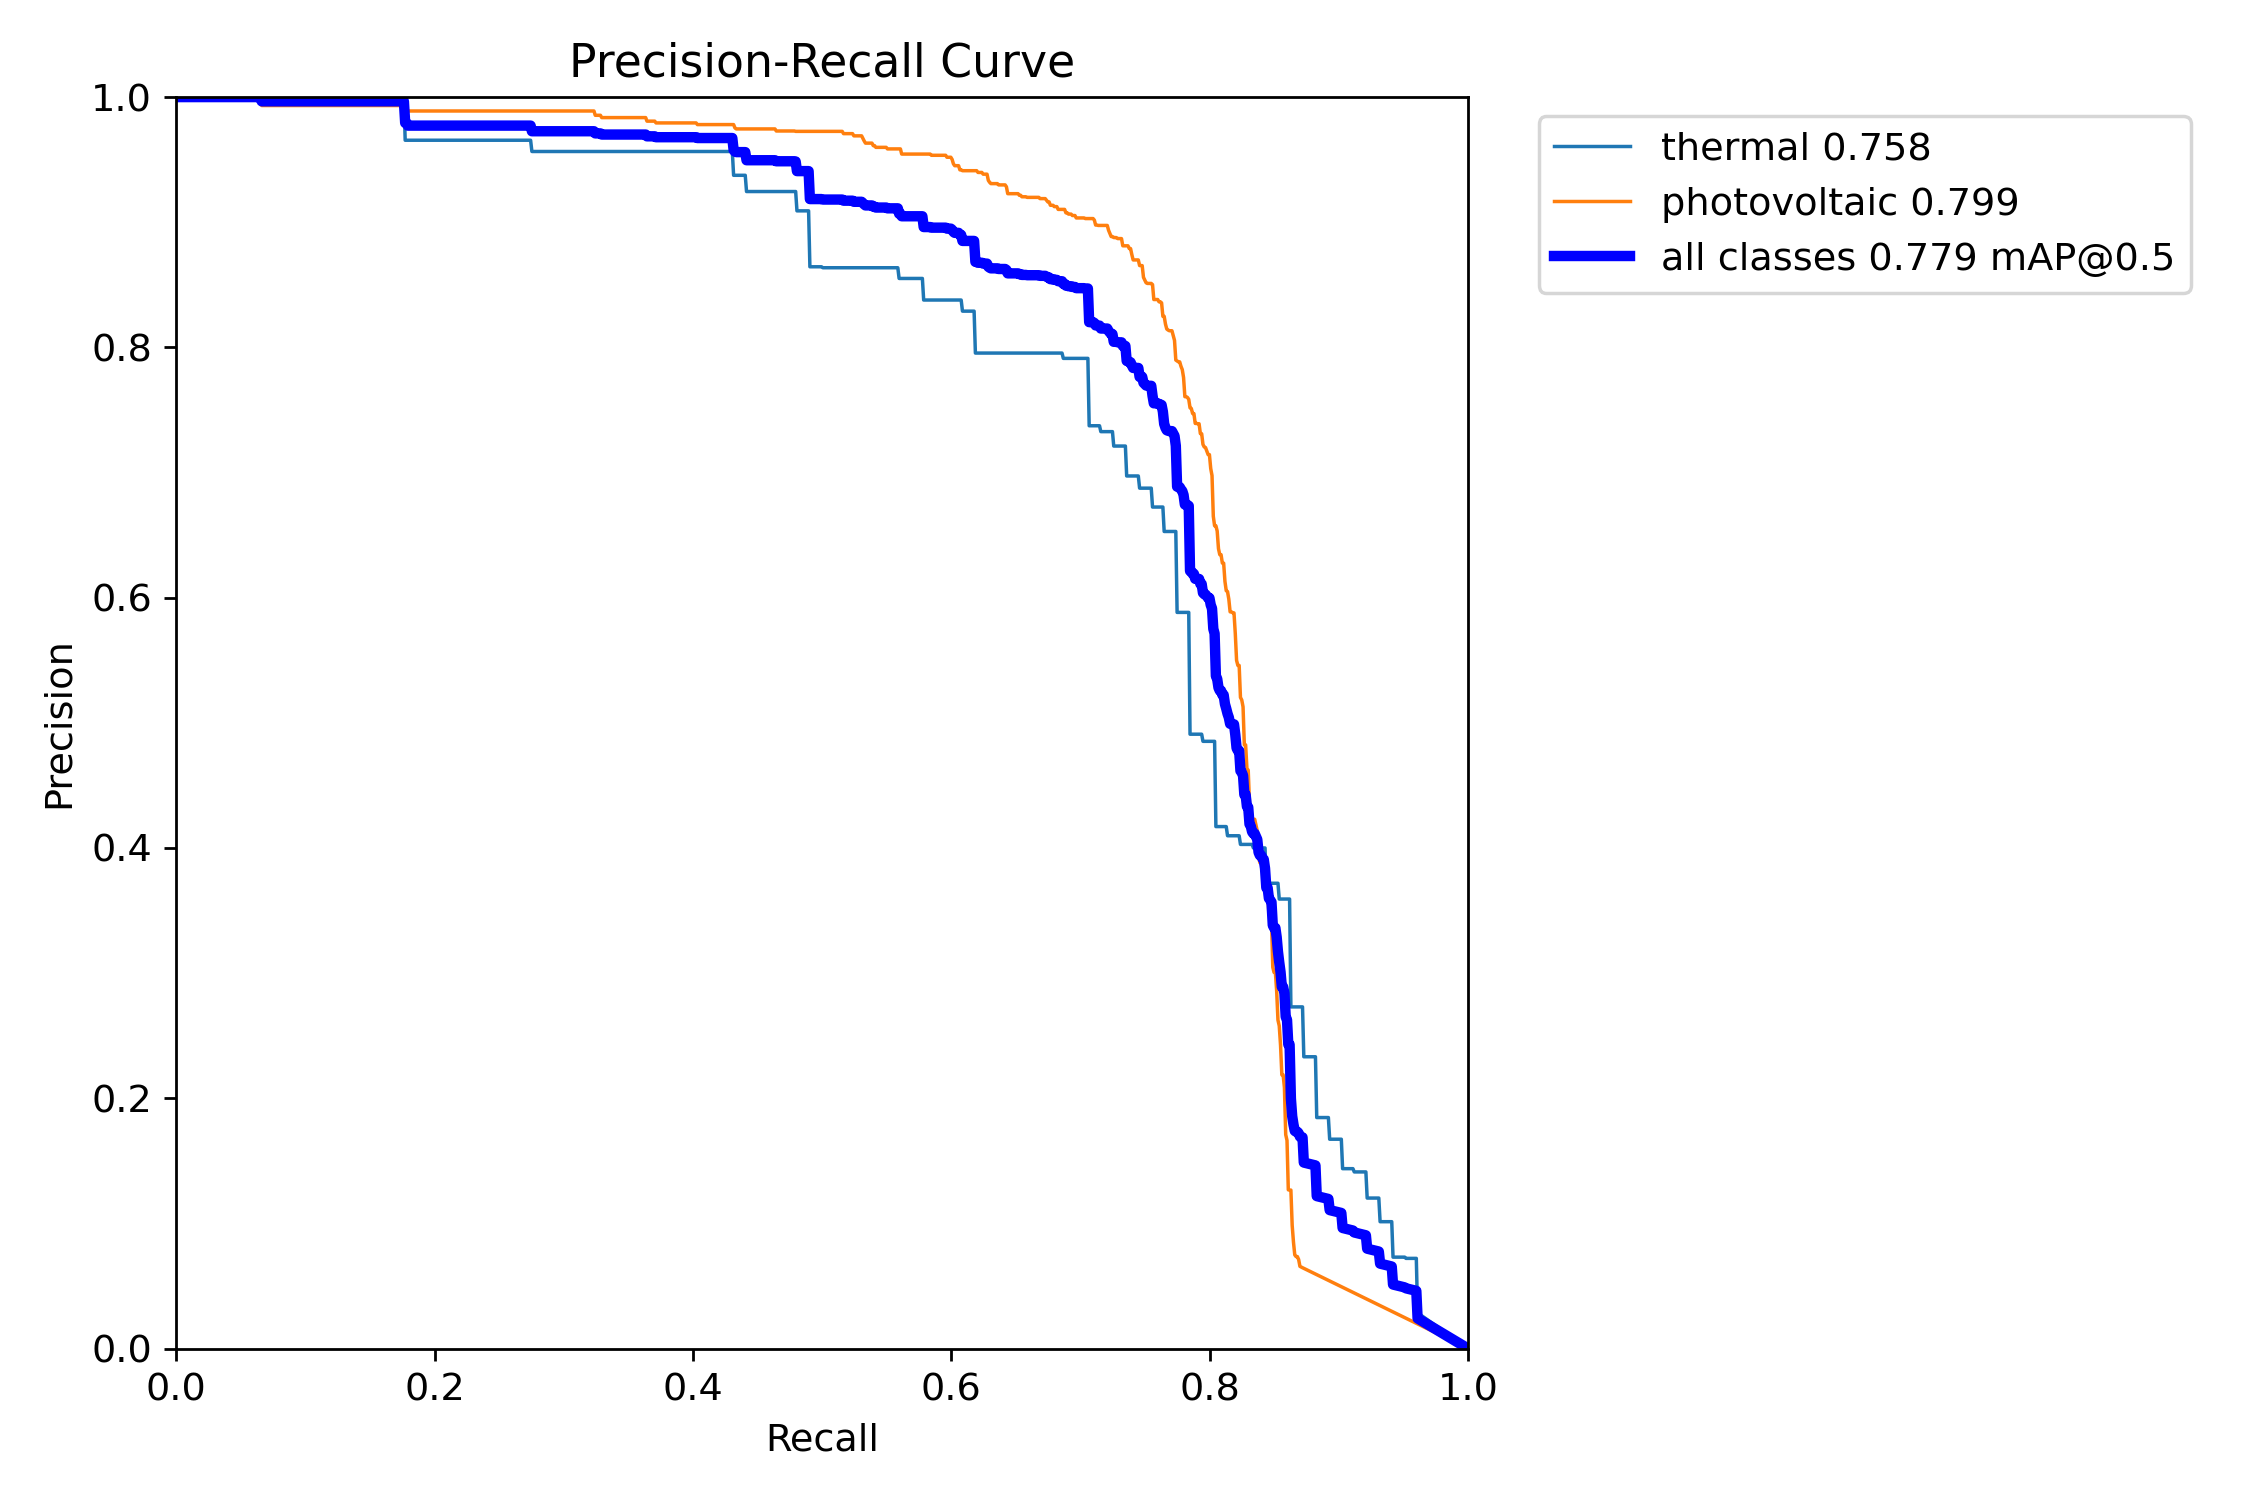 Precision-Recall Curve
1.0
0.8
0.6
0.4
0.2
0.0
Precision
0.0 0.2 0.4 0.6 0.8 1.0
Recall
thermal 0.758
photovoltaic 0.799
all classes 0.779 mAP@0.5